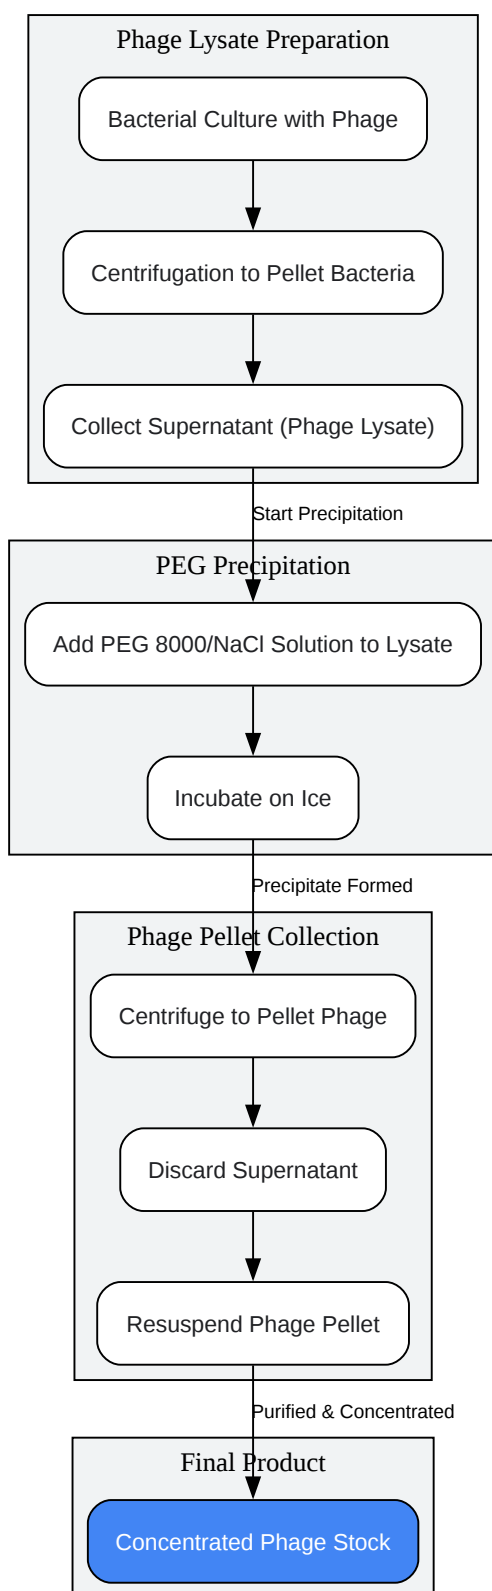 Phage Lysate Preparation
Bacterial Culture with Phage
Centrifugation to Pellet Bacteria
Collect Supernatant (Phage Lysate)
Start Precipitation
PEG Precipitation
Add PEG 8000/NaCl Solution to Lysate
Incubate on Ice
Precipitate Formed
Phage Pellet Collection
Centrifuge to Pellet Phage
Discard Supernatant
Resuspend Phage Pellet
Purified & Concentrated
Final Product
Concentrated Phage Stock